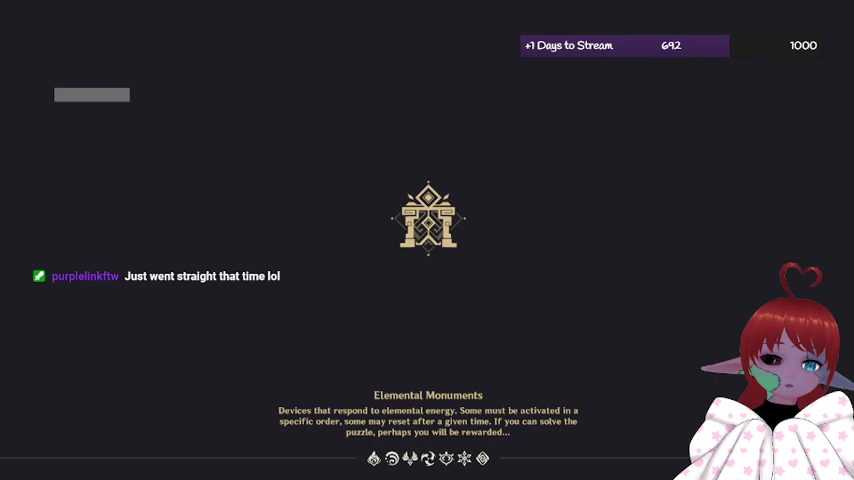 +1 Days to Stream 692 1000
purplelinkftw Just went straight that time lol
Elemental Monuments
Devices that respond to elemental energy. Some must be activated in a
specific order, some may reset after a given time. If you can solve the
puzzle, perhaps you will be rewarded...